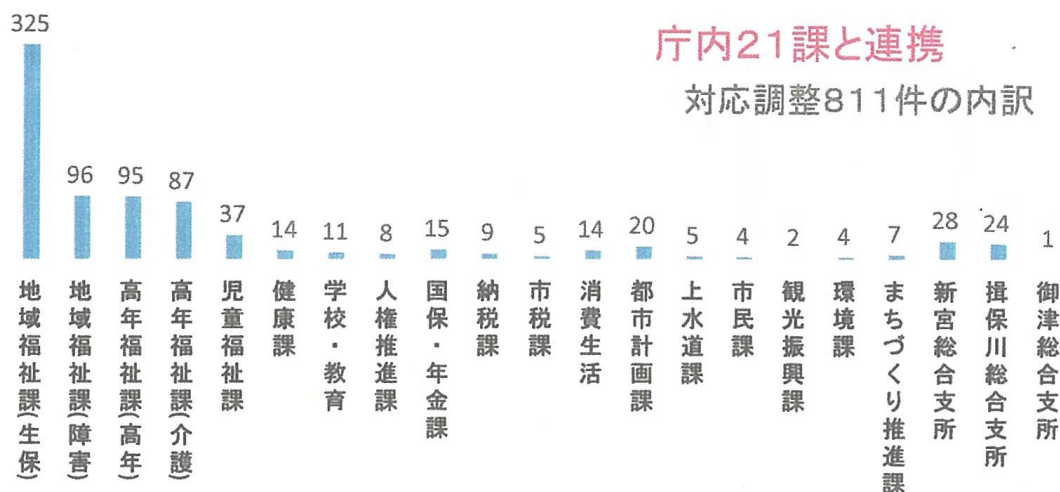 庁内21課と連携
対応調整811件の内訳
325
96
95
87
37
14
11
8
15
9
5
14
20
5
4
2
4
7
28
24
1
地域福祉課(生保)
地域福祉課(障害)
高年福祉課(高年)
高年福祉課(介護)
児童福祉課
健康課
学校・教育
人権推進課
国保・年金課
納税課
市税課
消費生活
都市計画課
上水道課
市民課
観光振興課
環境課
まちづくり推進課
新宮総合支所
揖保川総合支所
御津総合支所